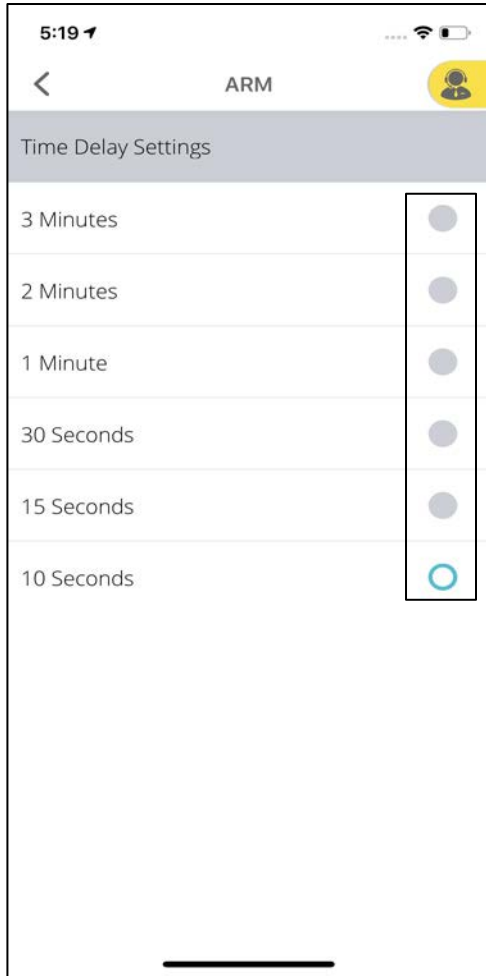 5:19
ARM
Time Delay Settings
3 Minutes
2 Minutes
1 Minute
30 Seconds
15 Seconds
10 Seconds